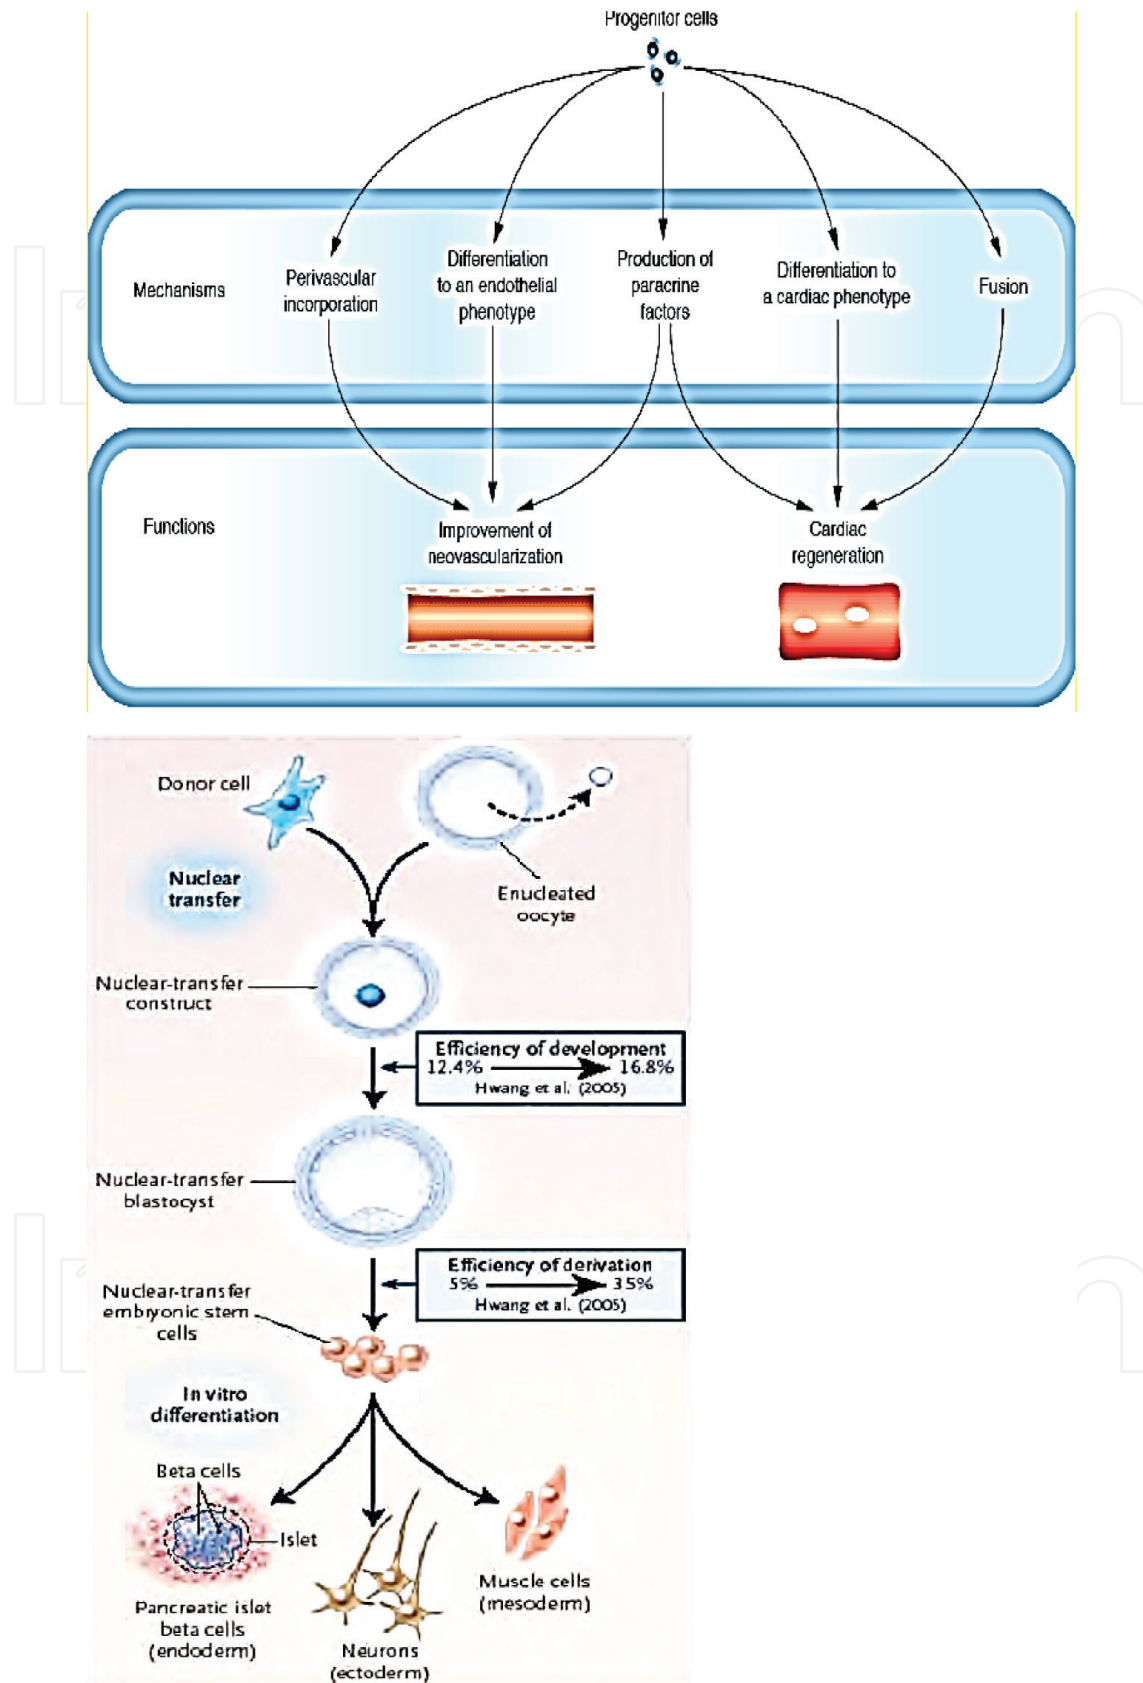 Progenitor cells
Mechanisms
Perivascular
incorporation
Differentiation
to an endothelial
phenotype
Production of
paracrine
factors
Differentiation to
a cardiac phenotype
Fusion
Functions
Improvement of
neovascularization
Cardiac
regeneration
Donor cell
Nuclear
transfer
Enucleated
oocyte
Nuclear-transfer
construct
Efficiency of development
12.4% 16.8%
Hwang et al. (2005)
Nuclear-transfer
blastocyst
Efficiency of derivation
5% 35%
Hwang et al. (2005)
Nuclear-transfer
embryonic stem
cells
In vitro
differentiation
Beta cells
Islet
Pancreatic islet
beta cells
(endoderm)
Neurons
(ectoderm)
Muscle cells
(mesoderm)